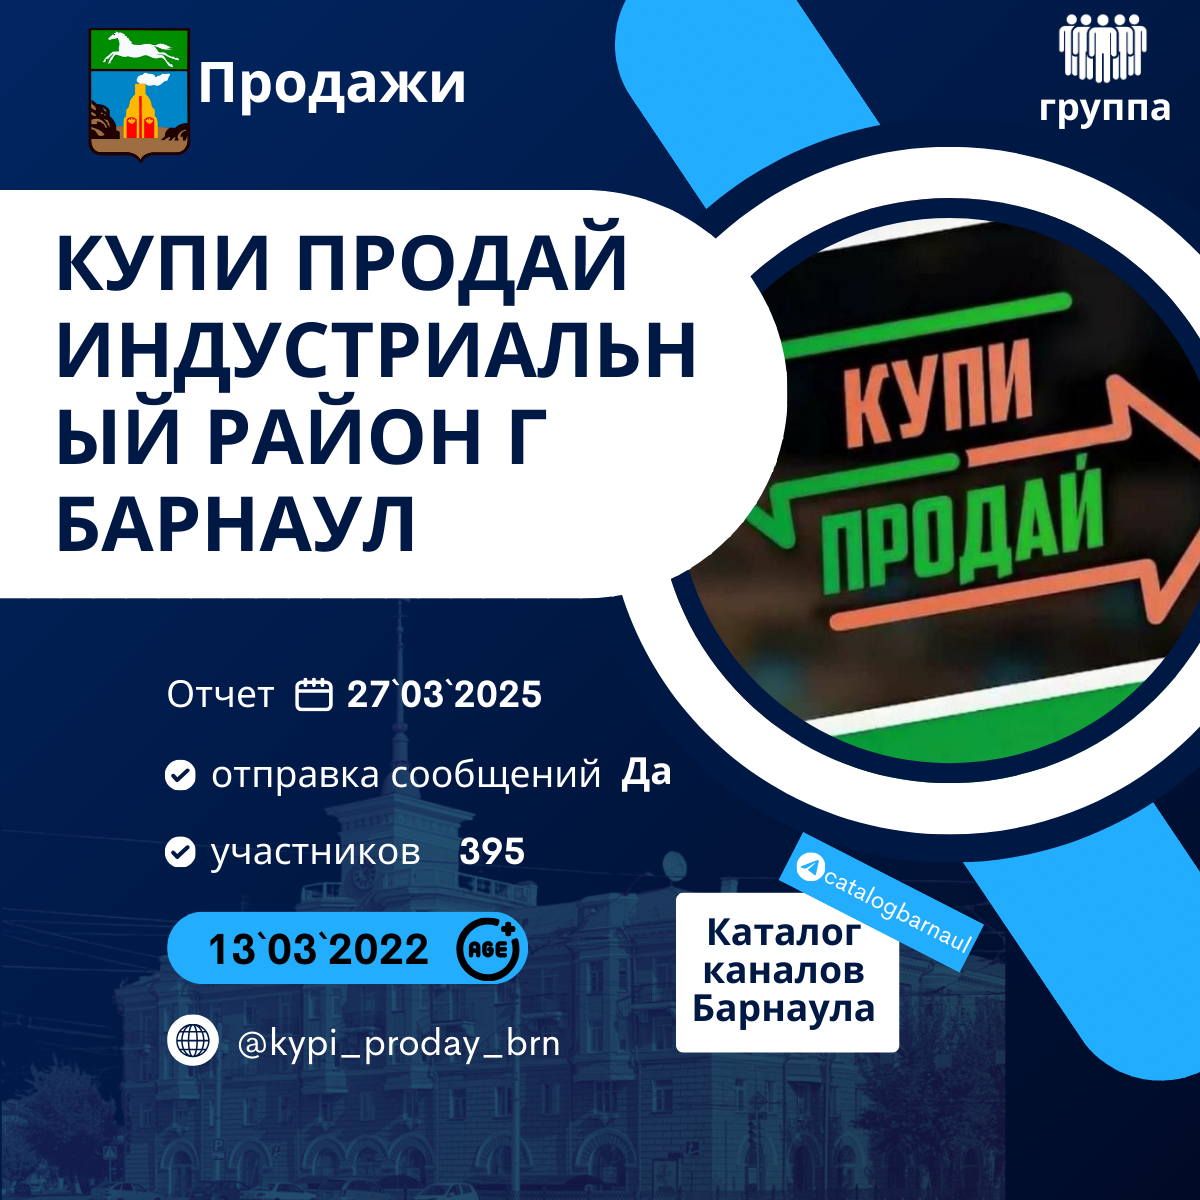 Продажи
группа
КУПИ ПРОДАЙ
ИНДУСТРИАЛЬН
ЫЙ РАЙОН Г
БАРНАУЛ
КУПИ
ПРОДАЙ
Отчет 27`03`2025
отправка сообщений Да
участников 395
13`03`2022 AGE+
@kypi_proday_brn
catalogbarnaul
Каталог
каналов
Барнаула